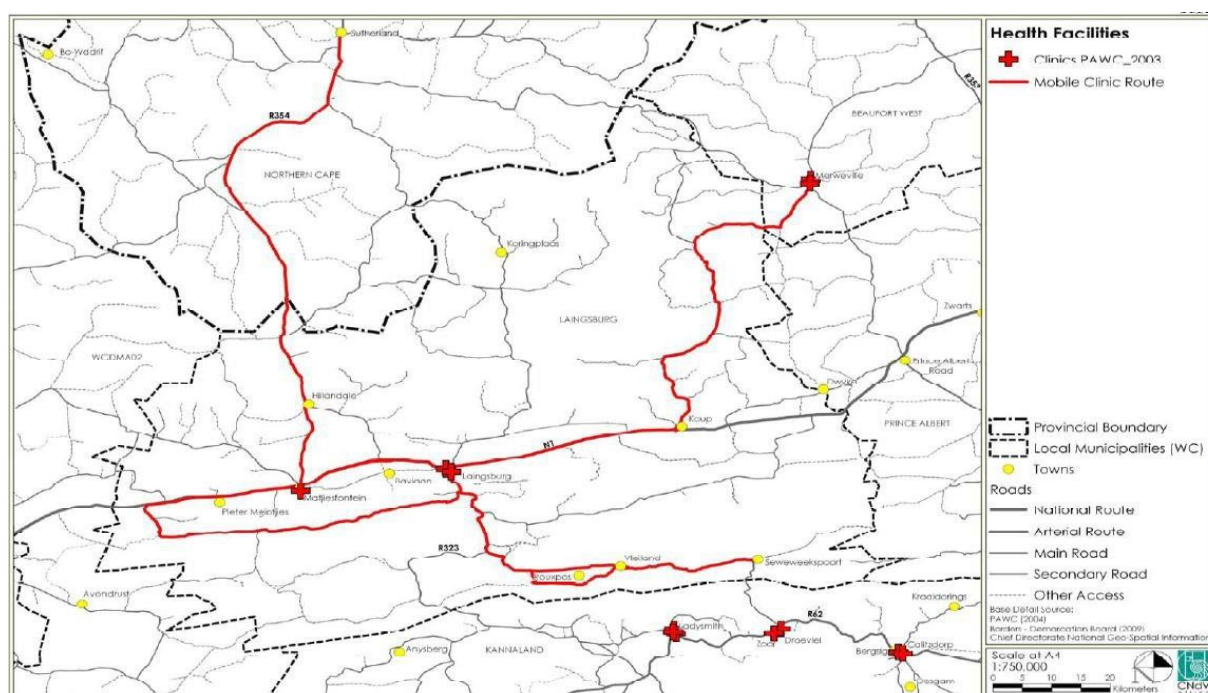 Sutherland
Bo-Wadrif
R354
NORTHERN CAPE
BEAUFORT WEST
Merweville
Koringplaas
LAINGSBURG
WCDMA02
Zwarts
Prince Albert
Road
Dwyka
Hillandale
Koup
PRINCE ALBERT
N1
Laingsburg
Baviaan
Matjiesfontein
Pieter Meintjies
R323
Vleiland
Rouxpos
Seweweekspoort
Avondrust
Anysberg
KANNALAND
Ladysmith
Zoar
Droevlei
R62
Kraaldorings
Calitzdorp
Health Facilities
Clinics PAWC_2003
Mobile Clinic Route
Provincial Boundary
Local Municipalities (WC)
Towns
Roads
National Route
Arterial Route
Main Road
Secondary Road
Other Access
Base Detail Source:
PAWC (2004)
Borders - Demarcation Board (2009)
Chief Directorate National Geo-Spatial Information
Scale at A4
1:750,000
0 5 10 15 20
Kilometers
CNdV